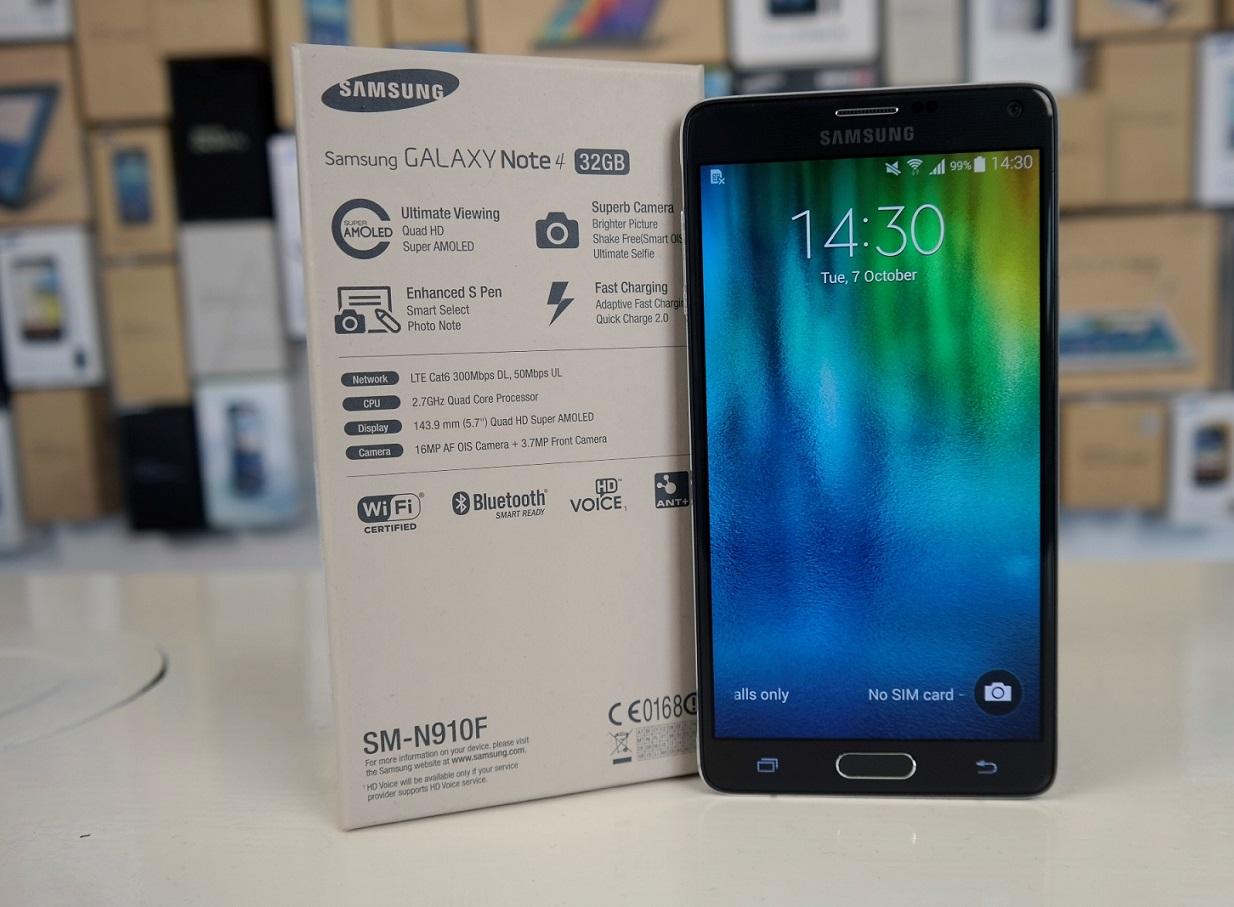 SAMSUNG
Samsung GALAXY Note 4 32GB
SUPER
AMOLED
Ultimate Viewing
Quad HD
Super AMOLED
Superb Camera
Brighter Picture
Shake Free(Smart OIS
Ultimate Selfie
Enhanced S Pen
Smart Select
Photo Note
Fast Charging
Adaptive Fast Chargin
Quick Charge 2.0
Network LTE Cat6 300Mbps DL, 50Mbps UL
CPU 2.7GHz Quad Core Processor
Display 143.9 mm (5.7") Quad HD Super AMOLED
Camera 16MP AF OIS Camera + 3.7MP Front Camera
Wi Fi®
CERTIFIED
Bluetooth®
SMART READY
HD™
VOICE 1
ANT+
SM-N910F
For more information on your device, please visit
the Samsung website at www.samsung.com.
¹ HD Voice will be available only if your service
provider supports HD Voice service.
CE0168
SAMSUNG
99% 14:30
14:30
Tue, 7 October
alls only
No SIM card -